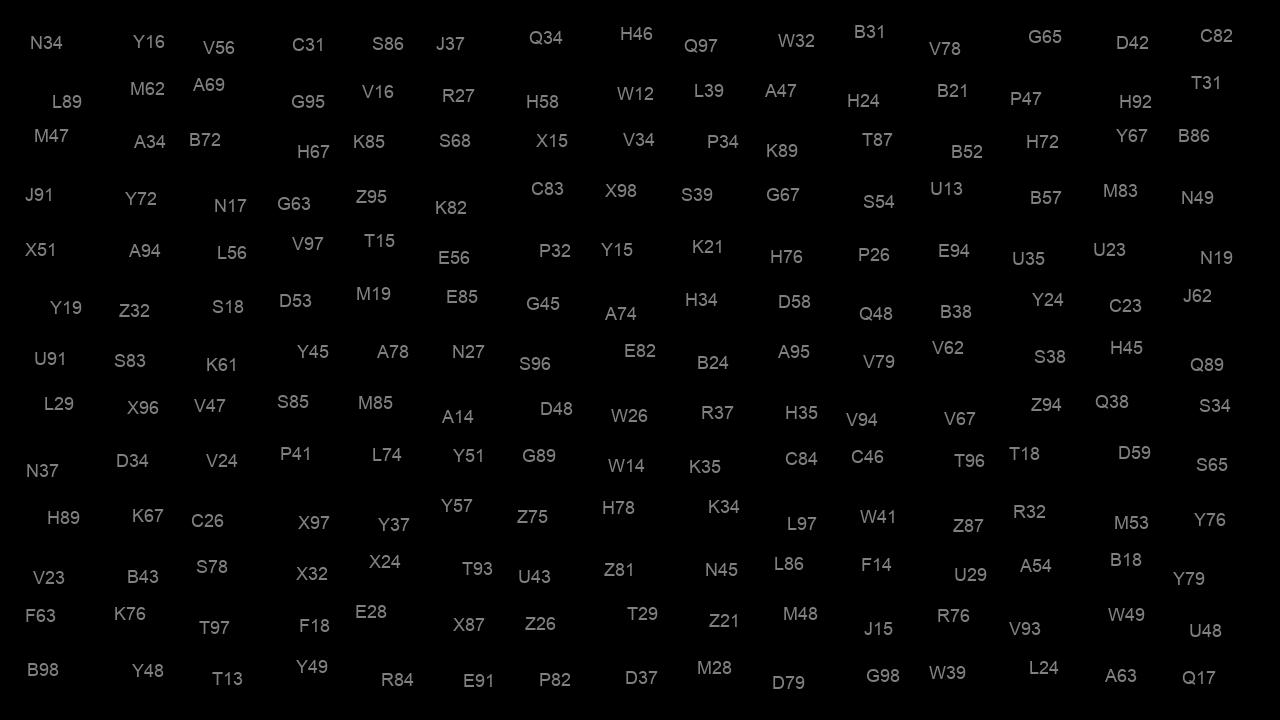 N34 Y16 V56 C31 S86 J37 Q34 H46 Q97 W32 B31 V78 G65 D42 C82
L89 M62 A69 G95 V16 R27 H58 W12 L39 A47 H24 B21 P47 H92 T31
M47 A34 B72 H67 K85 S68 X15 V34 P34 K89 T87 B52 H72 Y67 B86
J91 Y72 N17 G63 Z95 K82 C83 X98 S39 G67 S54 U13 B57 M83 N49
X51 A94 L56 V97 T15 E56 P32 Y15 K21 H76 P26 E94 U35 U23 N19
Y19 Z32 S18 D53 M19 E85 G45 A74 H34 D58 Q48 B38 Y24 C23 J62
U91 S83 K61 Y45 A78 N27 S96 E82 B24 A95 V79 V62 S38 H45 Q89
L29 X96 V47 S85 M85 A14 D48 W26 R37 H35 V94 V67 Z94 Q38 S34
N37 D34 V24 P41 L74 Y51 G89 W14 K35 C84 C46 T96 T18 D59 S65
H89 K67 C26 X97 Y37 Y57 Z75 H78 K34 L97 W41 Z87 R32 M53 Y76
V23 B43 S78 X32 X24 T93 U43 Z81 N45 L86 F14 U29 A54 B18 Y79
F63 K76 T97 F18 E28 X87 Z26 T29 Z21 M48 J15 R76 V93 W49 U48
B98 Y48 T13 Y49 R84 E91 P82 D37 M28 D79 G98 W39 L24 A63 Q17